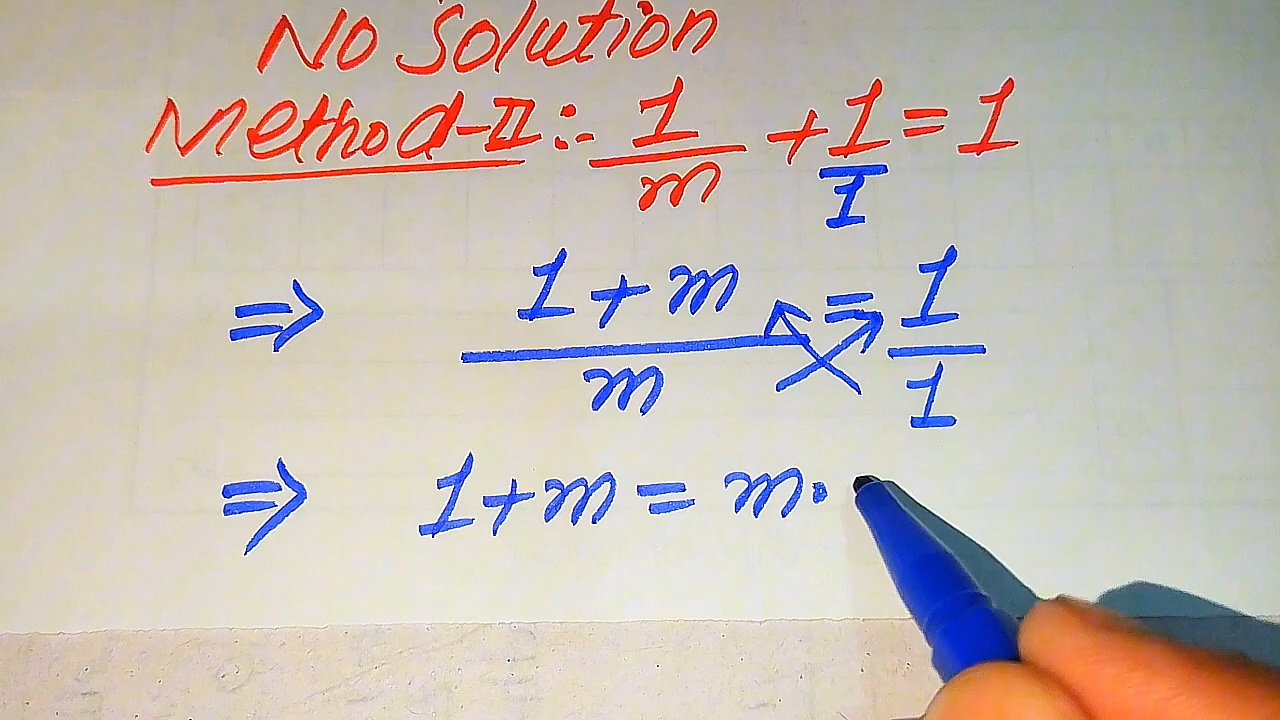 No Solution
Method-II:- 1/m + 1/1 = 1
⇒ (1+m)/m = 1/1
⇒ 1+m = m·